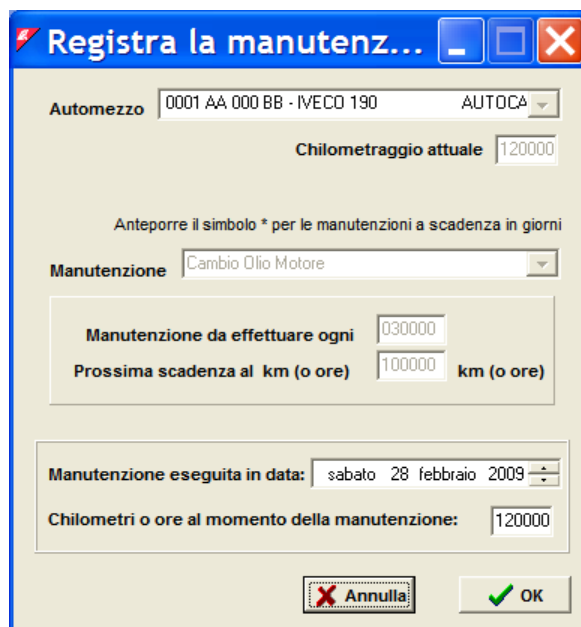 Registra la manutenz...
Automezzo 0001 AA 000 BB - IVECO 190 AUTOCA
Chilometraggio attuale 120000
Anteporre il simbolo * per le manutenzioni a scadenza in giorni
Manutenzione Cambio Olio Motore
Manutenzione da effettuare ogni 030000
Prossima scadenza al km (o ore) 100000 km (o ore)
Manutenzione eseguita in data: sabato 28 febbraio 2009
Chilometri o ore al momento della manutenzione: 120000
Annulla OK